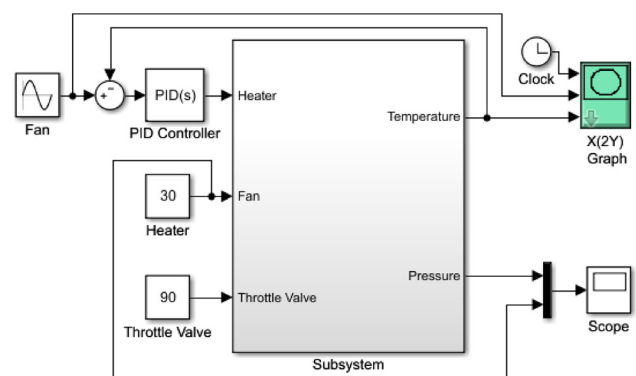 Clock
PID(s)
Heater
Temperature
Fan
PID Controller
X(2Y)
Graph
30
Fan
Heater
Pressure
90
Throttle Valve
Throttle Valve
Scope
Subsystem